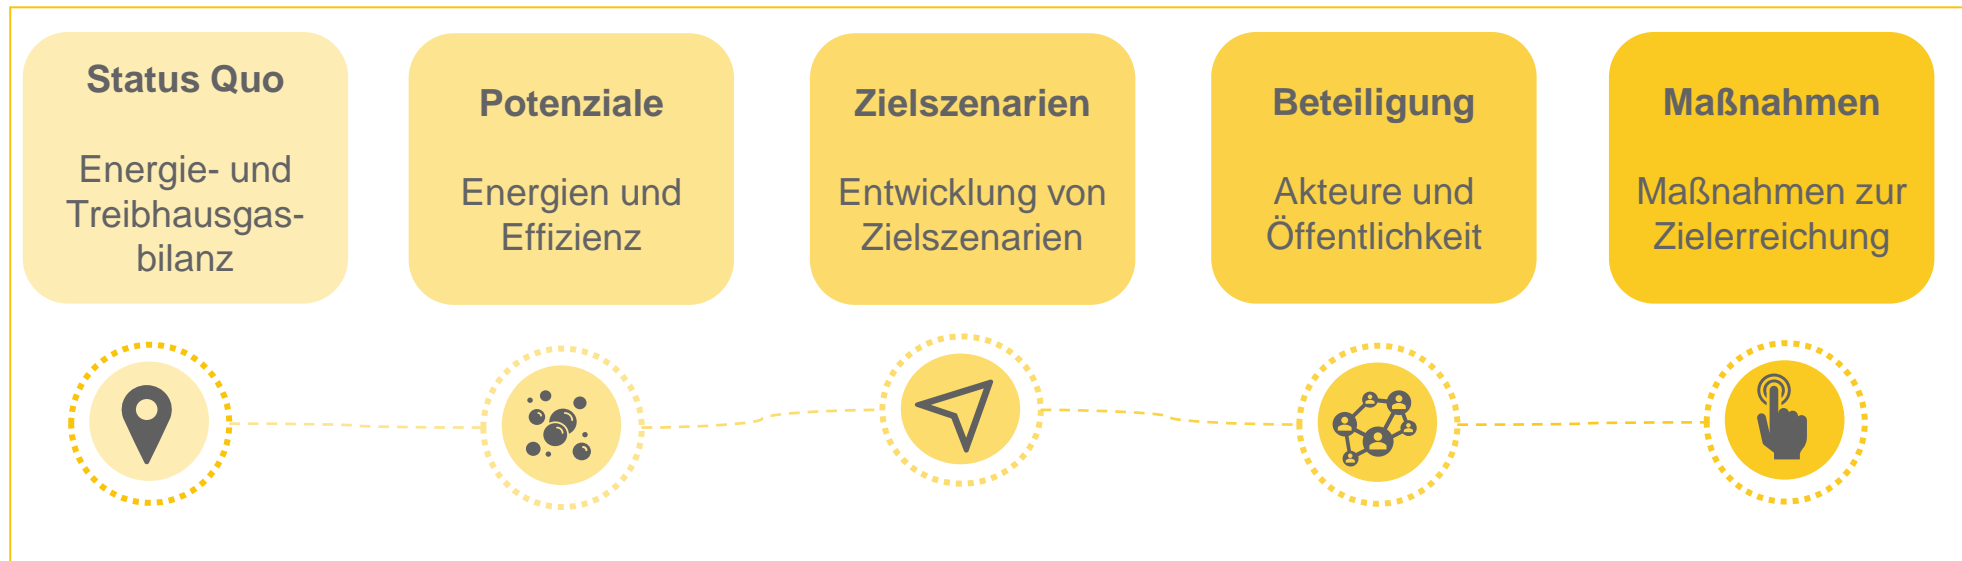 Status Quo
Energie- und
Treibhausgas-
bilanz
Potenziale
Energien und
Effizienz
Zielszenarien
Entwicklung von
Zielszenarien
Beteiligung
Akteure und
Öffentlichkeit
Maßnahmen
Maßnahmen zur
Zielerreichung